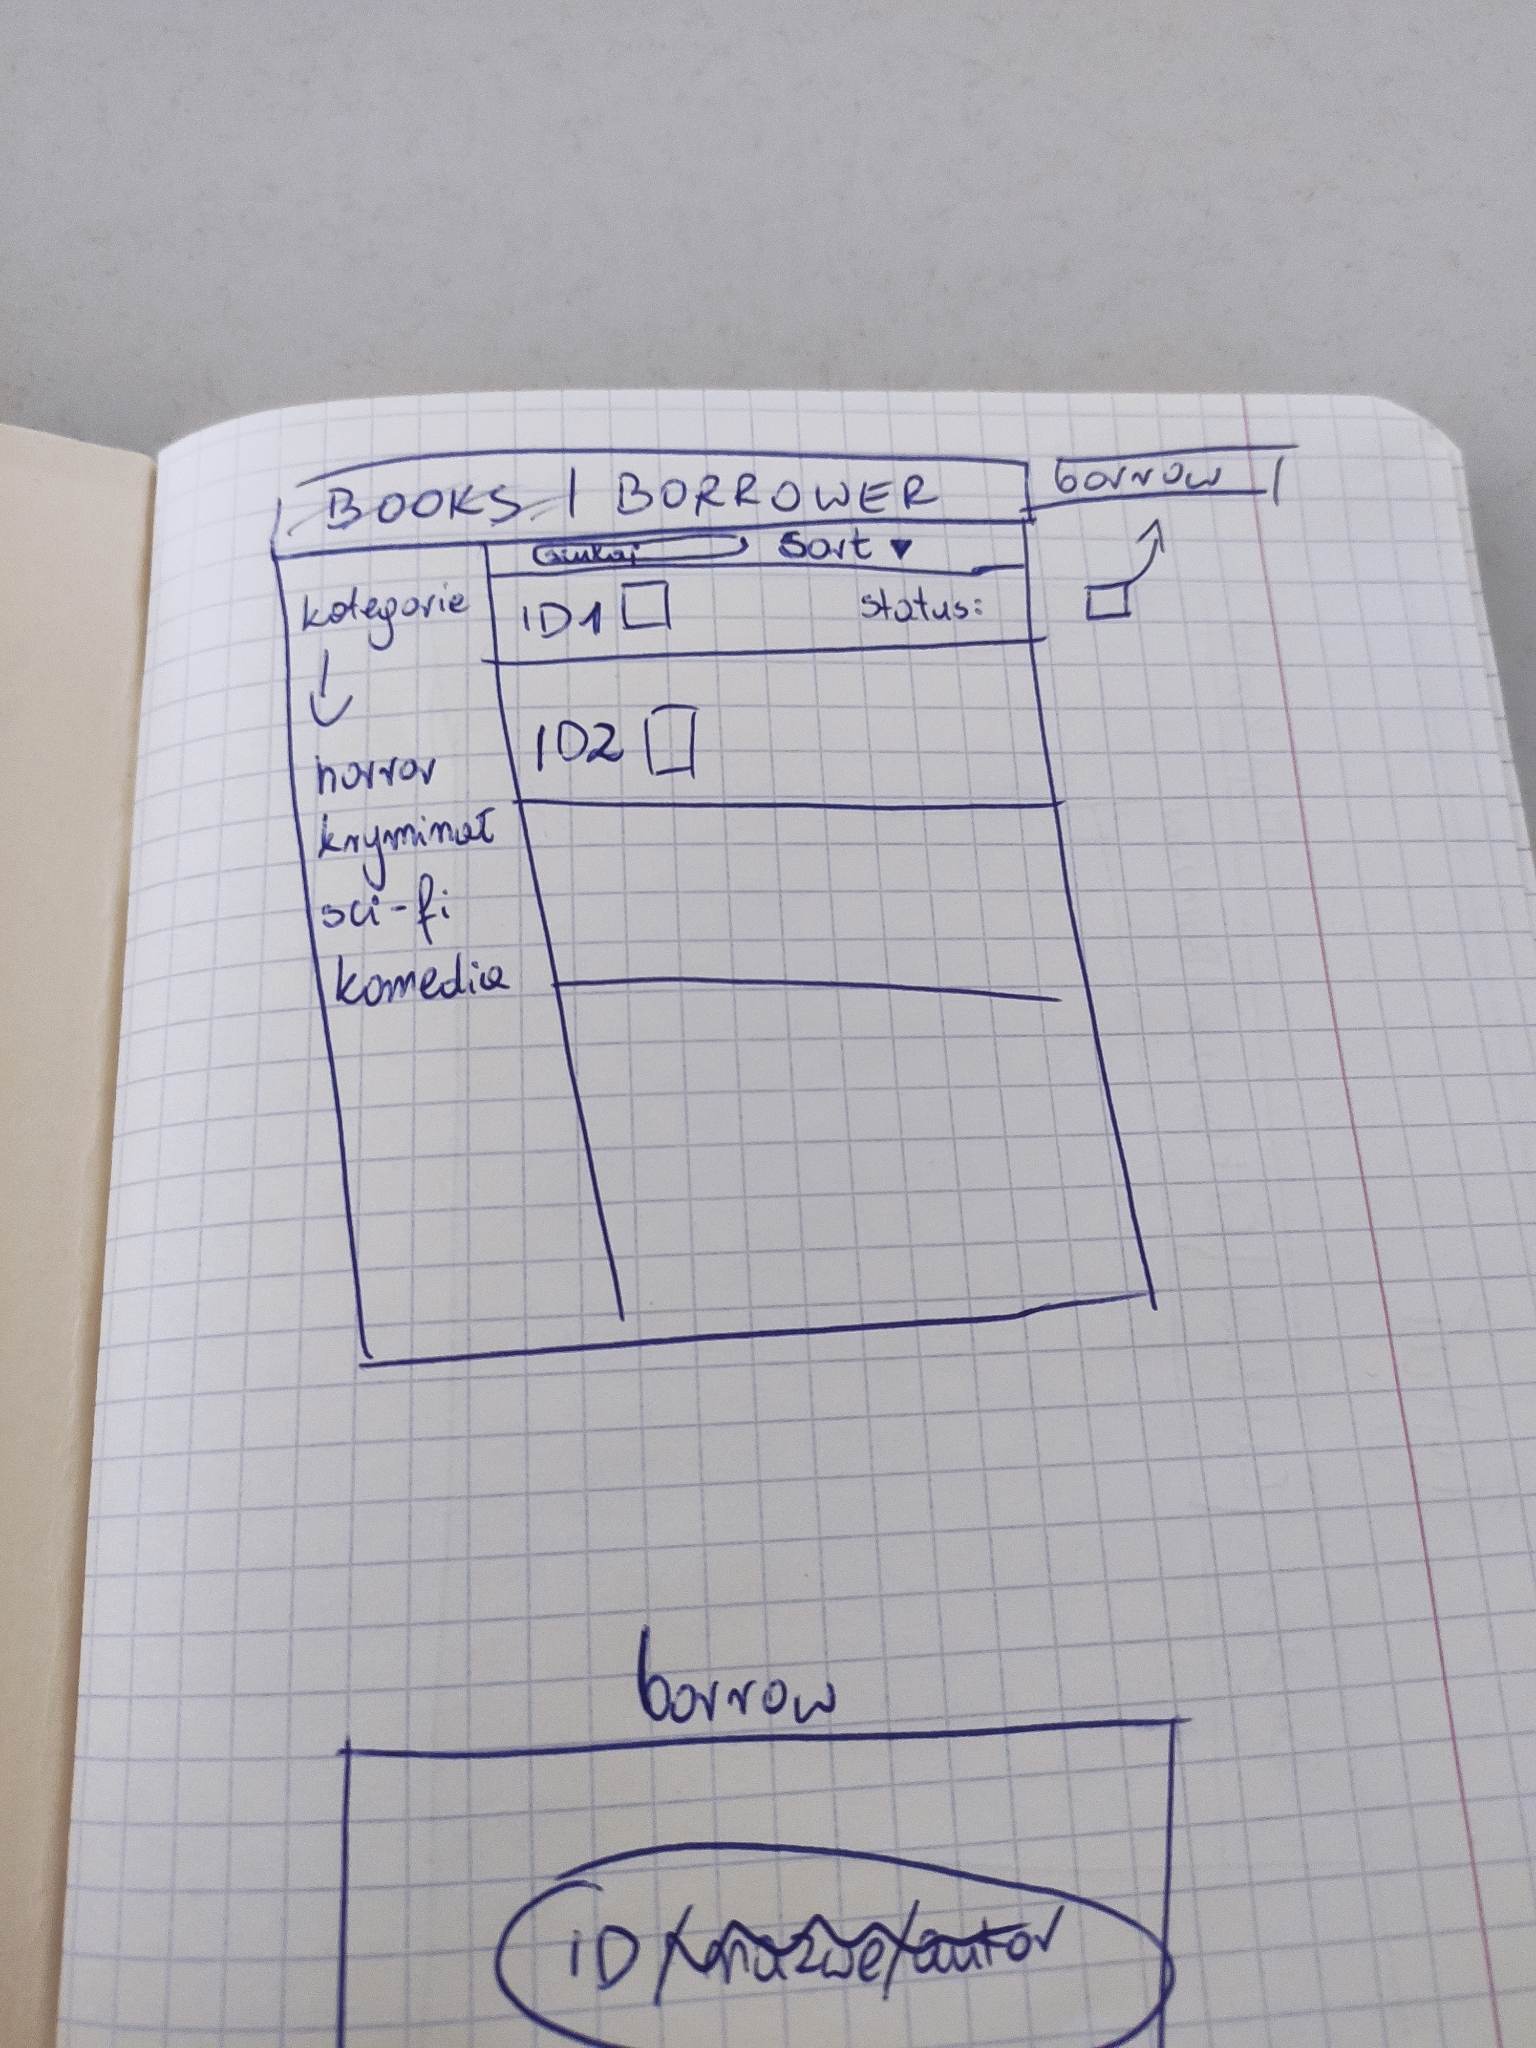 BOOKS | BORROWER
borrow |
szukaj Sort ▾
kategorie
ID1 status:
horror
ID2
kryminał
sci-fi
komedia
borrow
ID /nazwe/autor